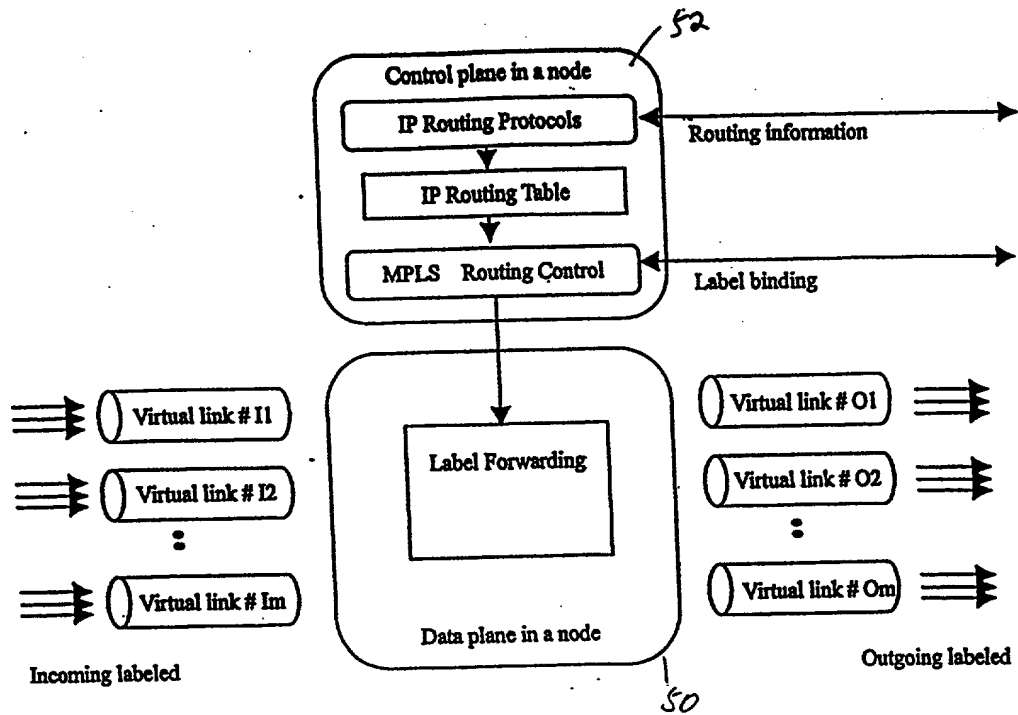 52
Control plane in a node
IP Routing Protocols
Routing information
IP Routing Table
MPLS Routing Control
Label binding
Virtual link # I1
Virtual link # O1
Label Forwarding
Virtual link # I2
Virtual link # O2
Virtual link # Im
Virtual link # Om
Data plane in a node
Incoming labeled
Outgoing labeled
50